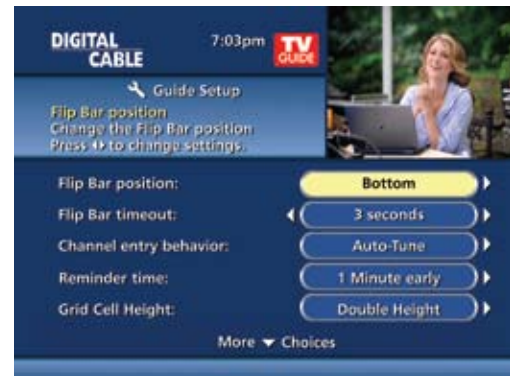 DIGITAL
CABLE
7:03pm
TV
GUIDE
Guide Setup
Flip Bar position
Change the Flip Bar position
Press ◄► to change settings.
Flip Bar position:
Bottom
Flip Bar timeout:
3 seconds
Channel entry behavior:
Auto-Tune
Reminder time:
1 Minute early
Grid Cell Height:
Double Height
More ▼ Choices